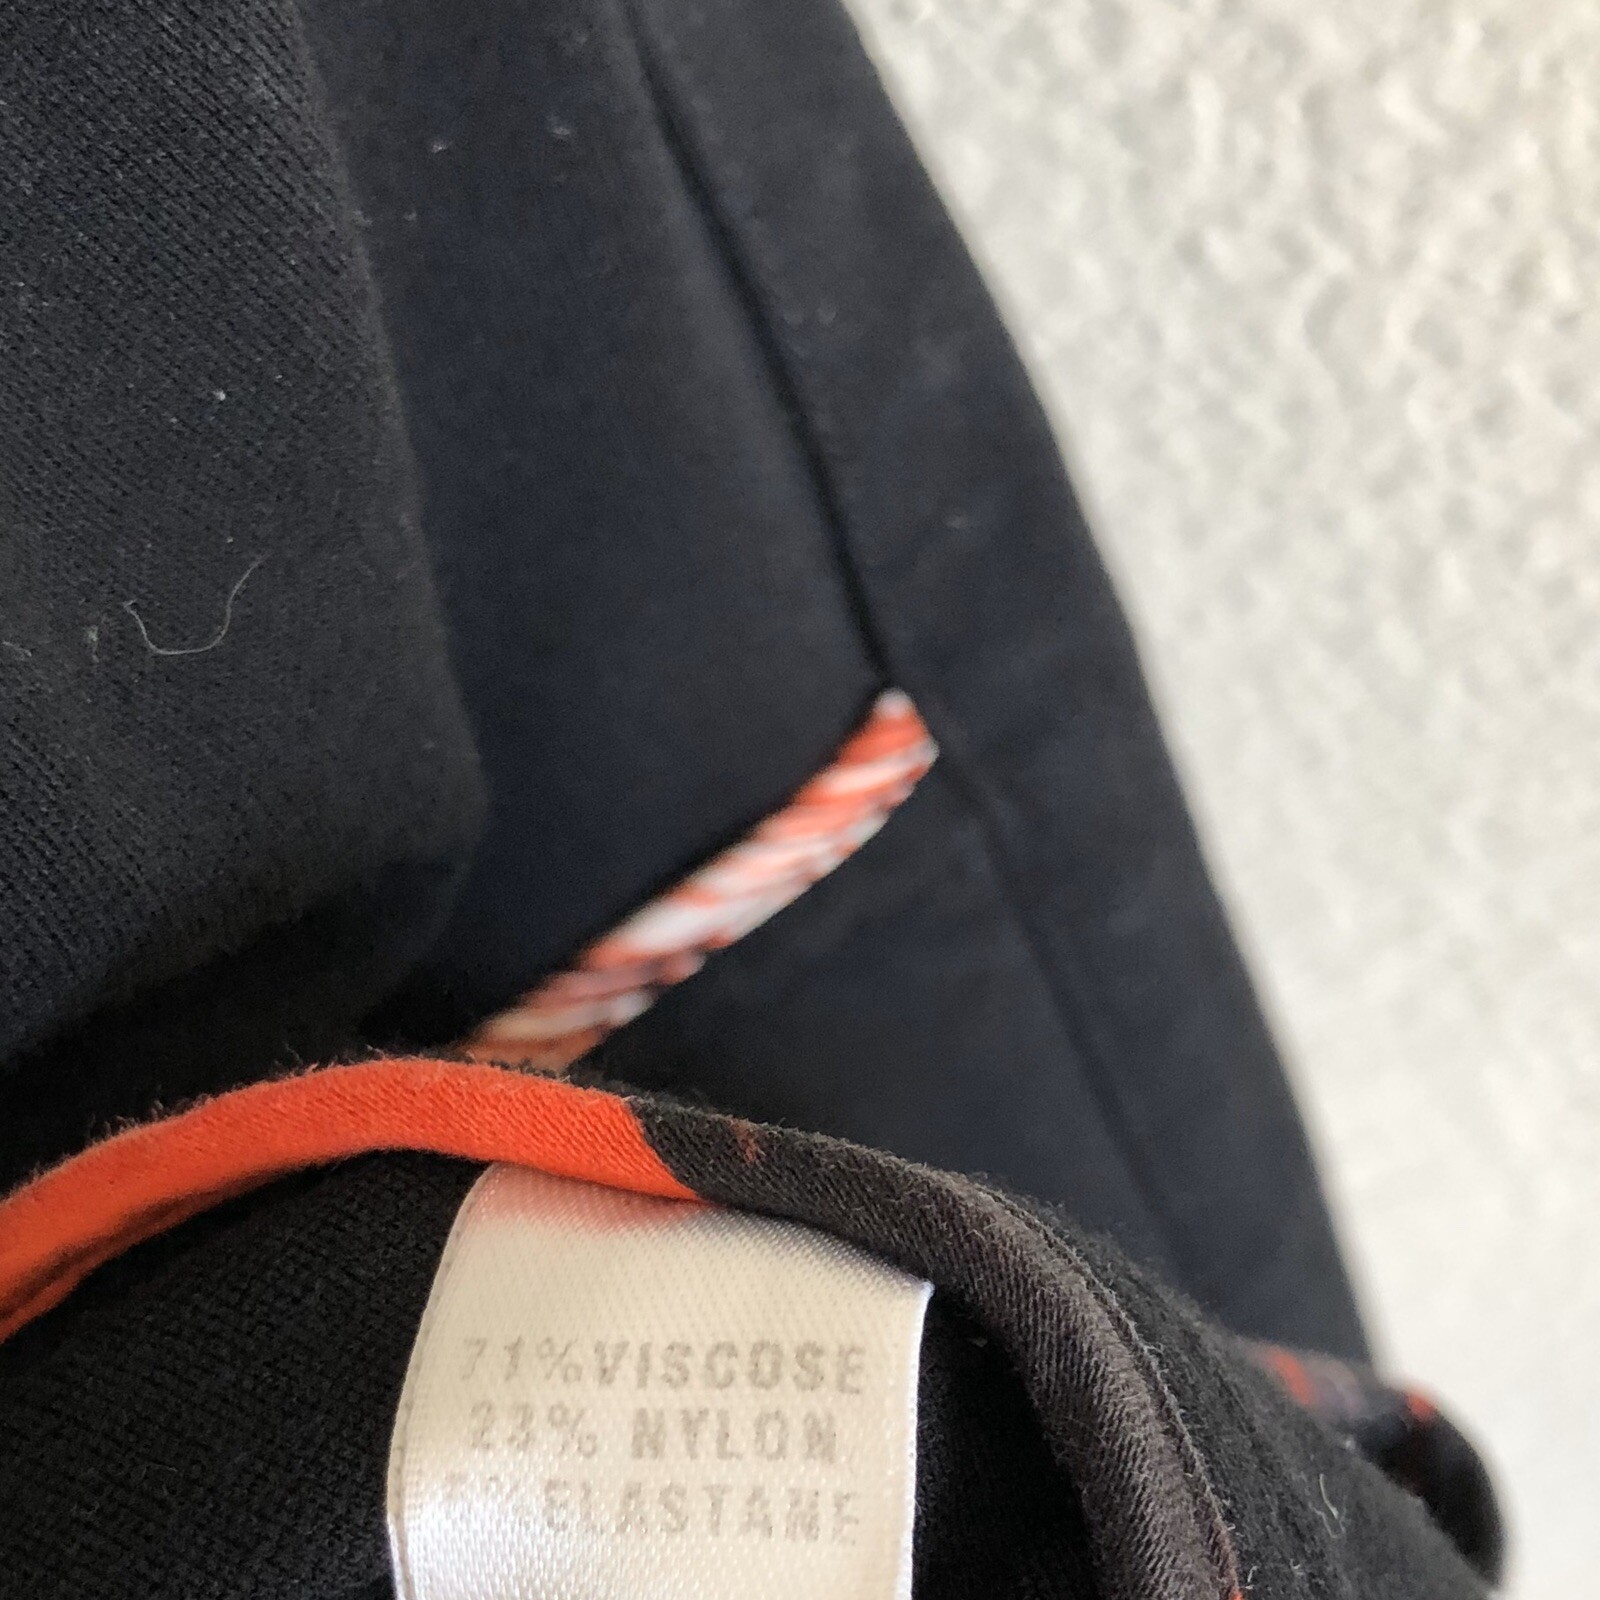 71%VISCOSE
23% NYLON
%ELASTANE